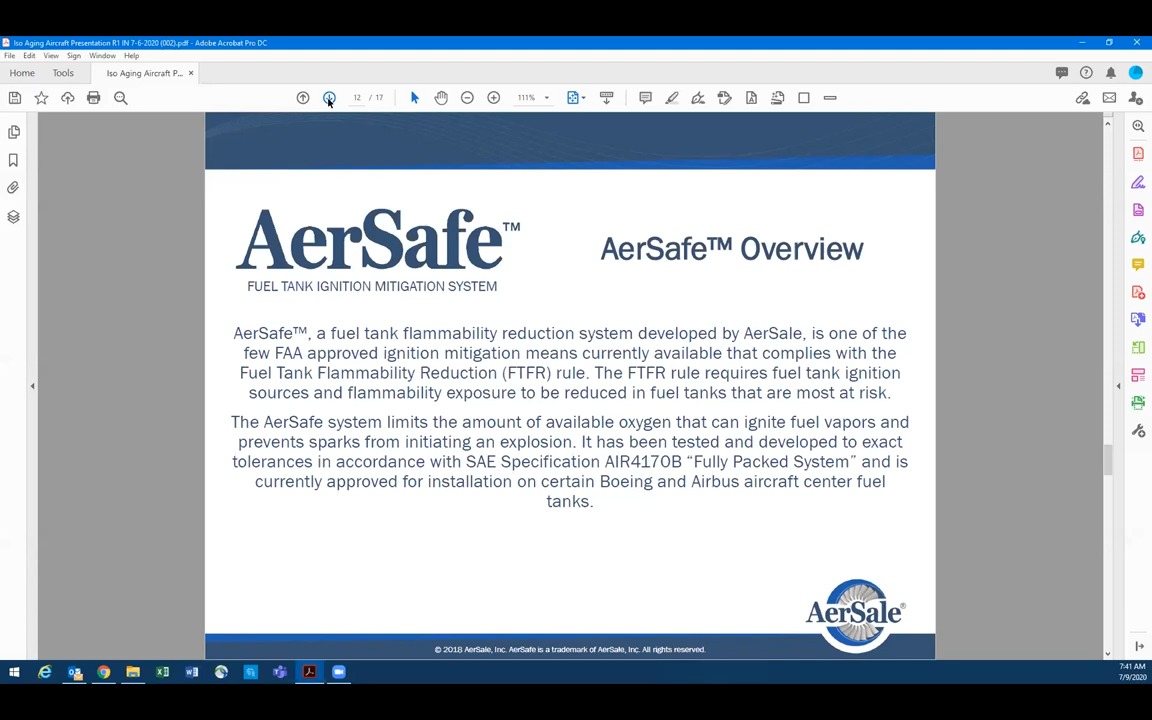 Iso Aging Aircraft Presentation R1 IN 7-6-2020 (002).pdf - Adobe Acrobat Pro DC
File Edit View Sign Window Help
Home Tools Iso Aging Aircraft P... ×
12 / 17 111%
AerSafe™
FUEL TANK IGNITION MITIGATION SYSTEM
AerSafe™ Overview
AerSafe™, a fuel tank flammability reduction system developed by AerSale, is one of the
few FAA approved ignition mitigation means currently available that complies with the
Fuel Tank Flammability Reduction (FTFR) rule. The FTFR rule requires fuel tank ignition
sources and flammability exposure to be reduced in fuel tanks that are most at risk.
The AerSafe system limits the amount of available oxygen that can ignite fuel vapors and
prevents sparks from initiating an explosion. It has been tested and developed to exact
tolerances in accordance with SAE Specification AIR4170B “Fully Packed System” and is
currently approved for installation on certain Boeing and Airbus aircraft center fuel
tanks.
AerSale®
© 2018 AerSale, Inc. AerSafe is a trademark of AerSale, Inc. All rights reserved.
7:41 AM
7/9/2020